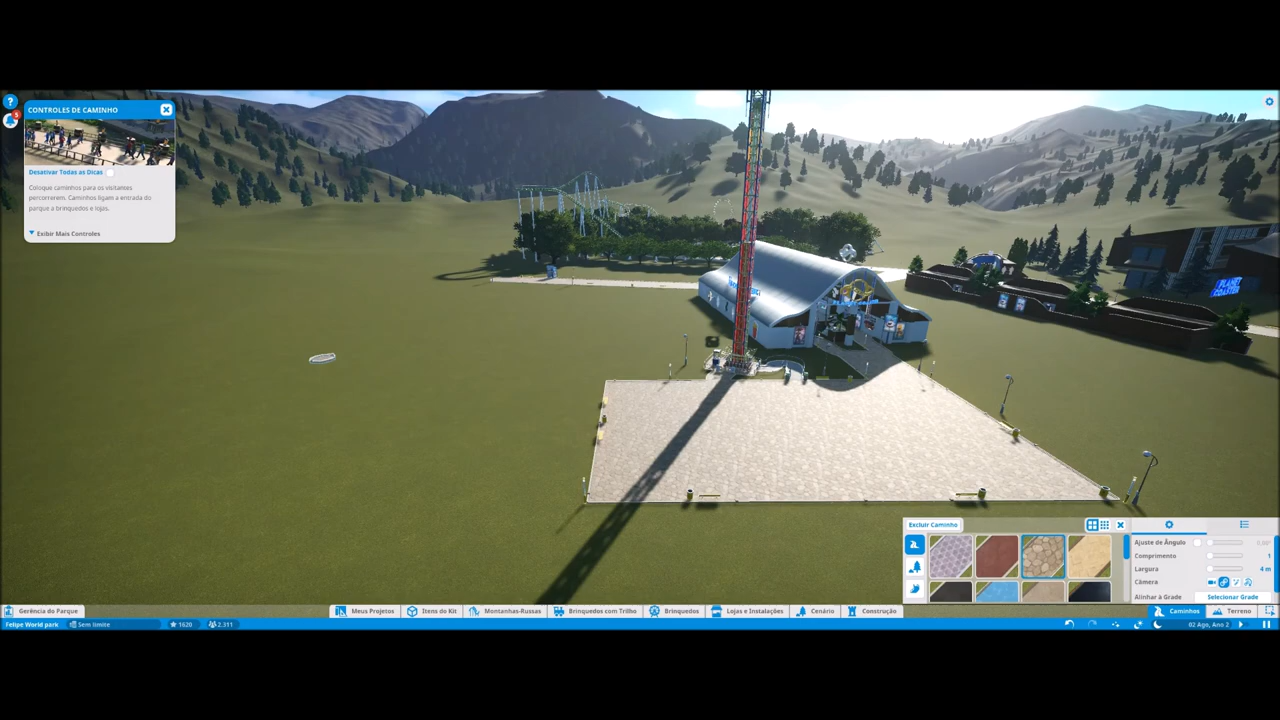 ?
5
CONTROLES DE CAMINHO
Desativar Todas as Dicas
Coloque caminhos para os visitantes
percorrerem. Caminhos ligam a entrada do
parque a brinquedos e lojas.
Exibir Mais Controles
PLANET
COASTER
Excluir Caminho
Ajuste de Ângulo
0,00°
Comprimento
1
Largura
4 m
Câmera
Alinhar à Grade
Selecionar Grade
Gerência do Parque
Meus Projetos
Itens do Kit
Montanhas-Russas
Brinquedos com Trilho
Brinquedos
Lojas e Instalações
Cenário
Construção
Caminhos
Terreno
Felipe World park
Sem limite
1620
2.311
02 Ago, Ano 2